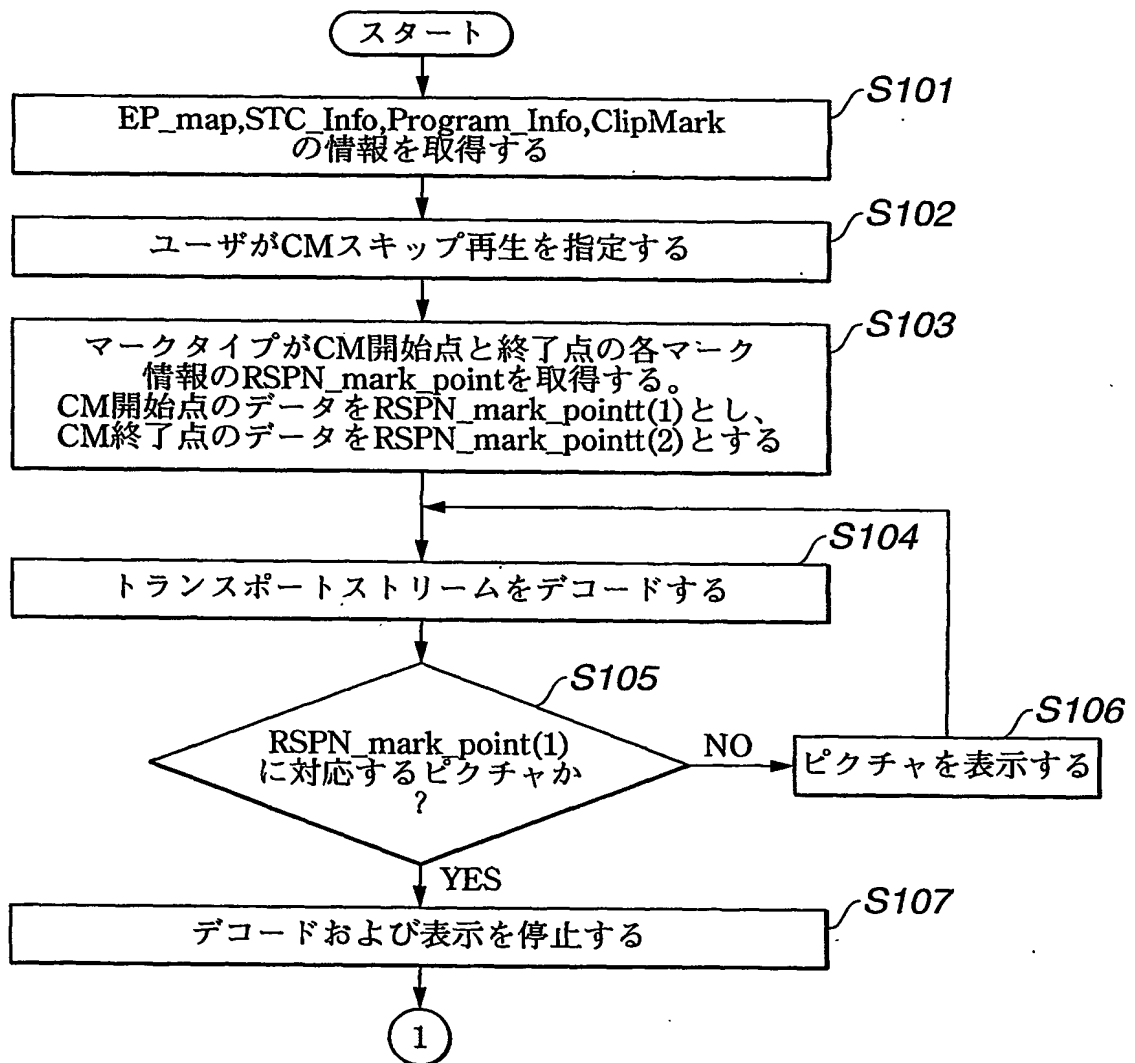 スタート
S101
EP_map,STC_Info,Program_Info,ClipMark
の情報を取得する
S102
ユーザがCMスキップ再生を指定する
S103
マークタイプがCM開始点と終了点の各マーク
情報のRSPN_mark_pointを取得する。
CM開始点のデータをRSPN_mark_pointt(1)とし、
CM終了点のデータをRSPN_mark_pointt(2)とする
S104
トランスポートストリームをデコードする
S105
RSPN_mark_point(1)
に対応するピクチャか
?
NO
S106
ピクチャを表示する
YES
S107
デコードおよび表示を停止する
1